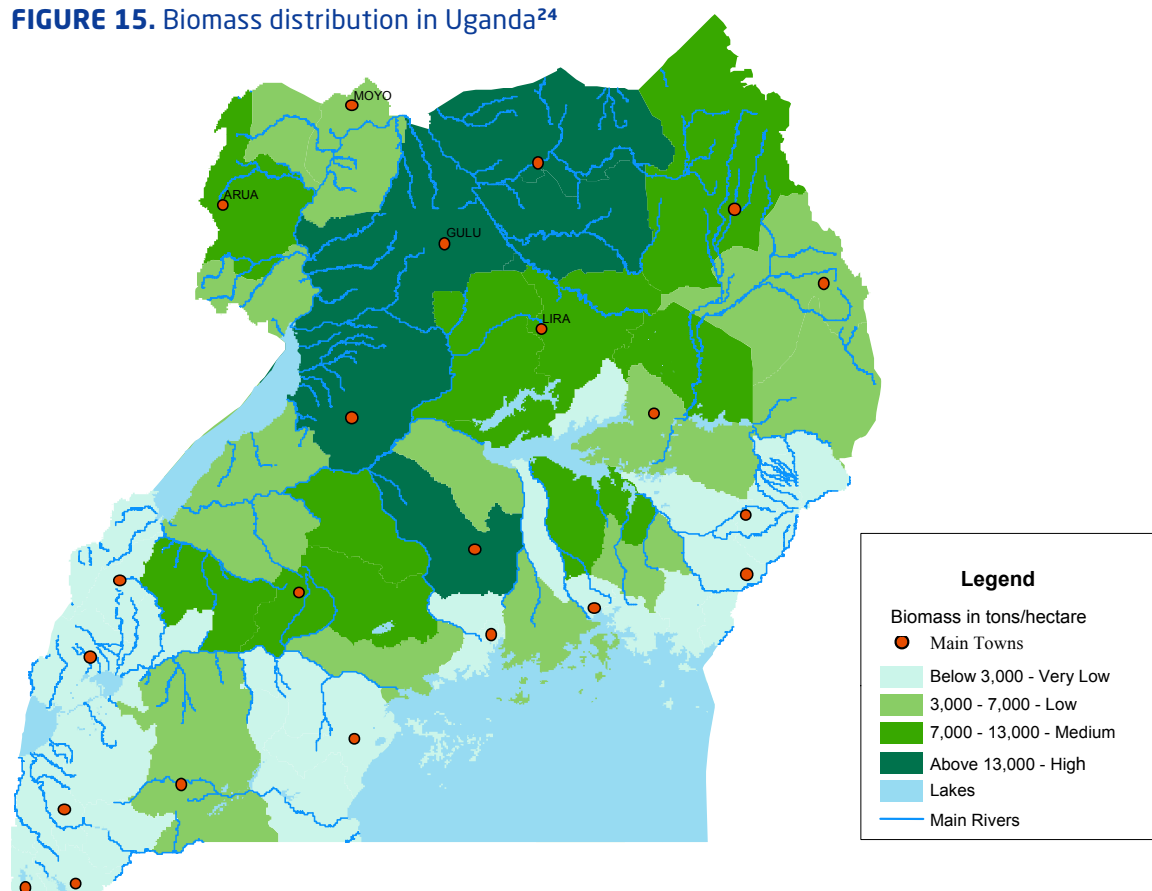 FIGURE 15. Biomass distribution in Uganda²⁴
MOYO
ARUA
GULU
LIRA
Legend
Biomass in tons/hectare
Main Towns
Below 3,000 - Very Low
3,000 - 7,000 - Low
7,000 - 13,000 - Medium
Above 13,000 - High
Lakes
Main Rivers